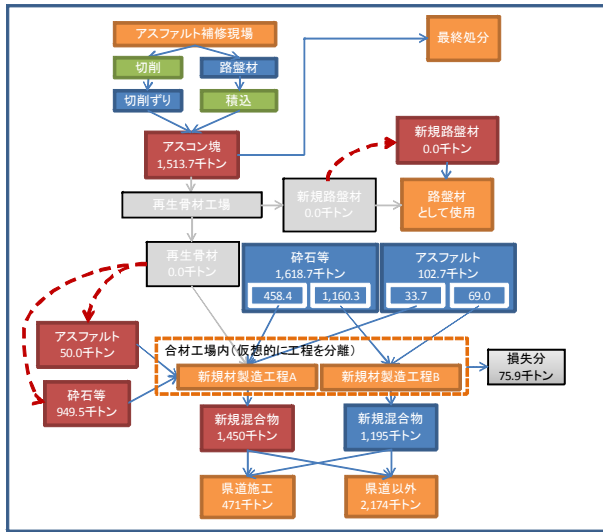 アスファルト補修現場
最終処分
切削
路盤材
切削ずり
積込
アスコン塊
1,513.7千トン
新規路盤材
0.0千トン
再生骨材工場
新規路盤材
0.0千トン
路盤材
として使用
再生骨材
0.0千トン
砕石等
1,618.7千トン
458.4
1,160.3
アスファルト
102.7千トン
33.7
69.0
アスファルト
50.0千トン
砕石等
949.5千トン
合材工場内(仮想的に工程を分離)
新規材製造工程A
新規材製造工程B
損失分
75.9千トン
新規混合物
1,450千トン
新規混合物
1,195千トン
県道施工
471千トン
県道以外
2,174千トン